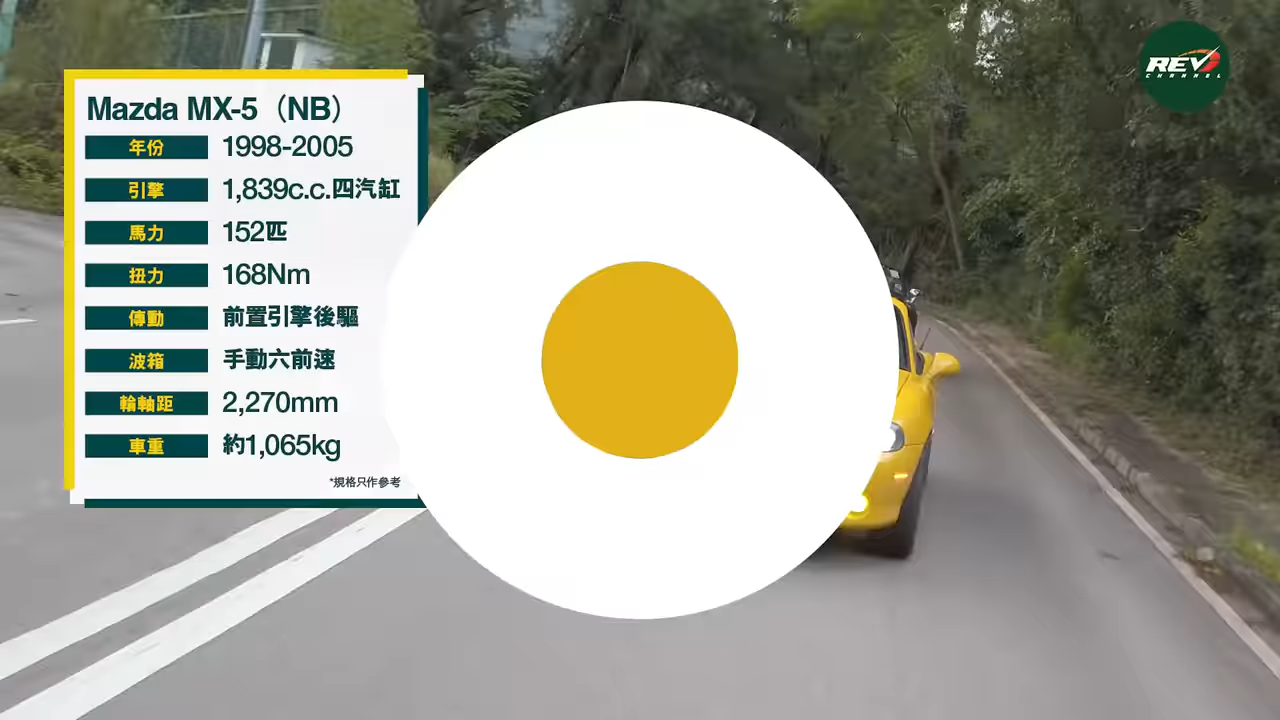 REV
CHANNEL
Mazda MX-5（NB）
年份 1998-2005
引擎 1,839c.c.四汽缸
馬力 152匹
扭力 168Nm
傳動 前置引擎後驅
波箱 手動六前速
輪軸距 2,270mm
車重 約1,065kg
*規格只作參考